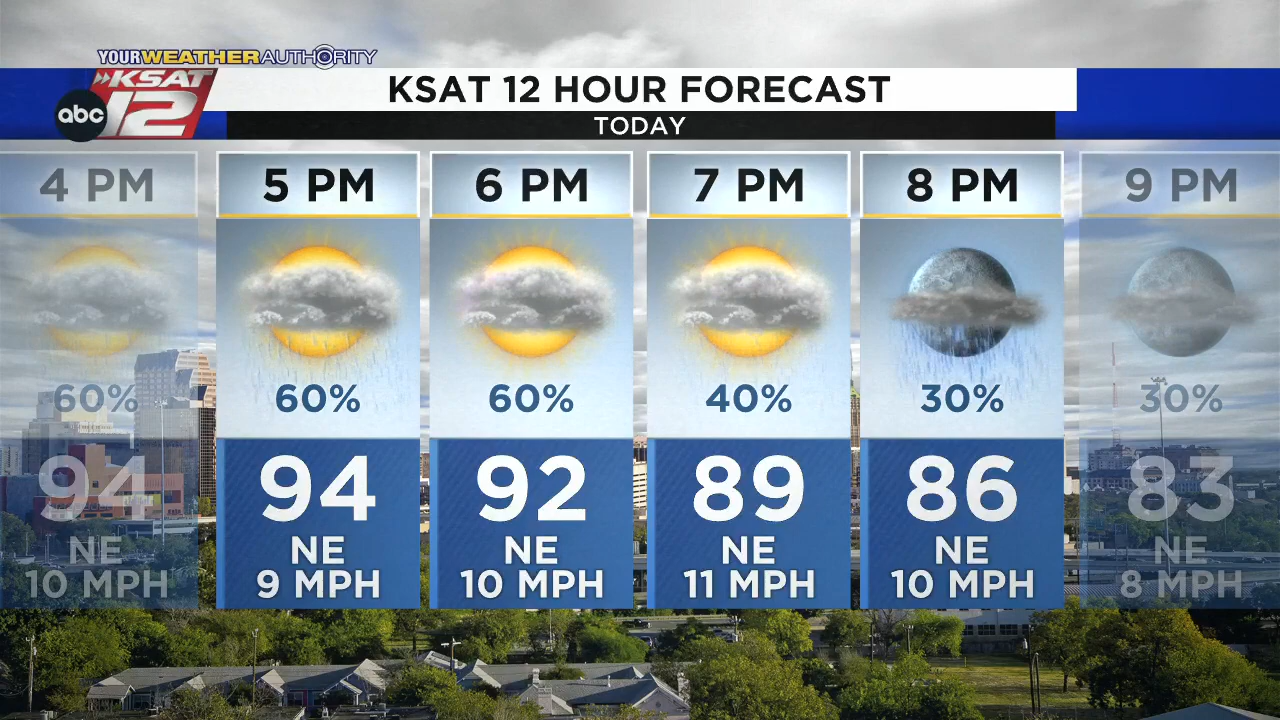 YOUR WEATHER AUTHORITY
KSAT
abc 12
KSAT 12 HOUR FORECAST
TODAY
4 PM 5 PM 6 PM 7 PM 8 PM 9 PM
60% 60% 60% 40% 30% 30%
94 94 92 89 86 83
NE NE NE NE NE NE
10 MPH 9 MPH 10 MPH 11 MPH 10 MPH 8 MPH